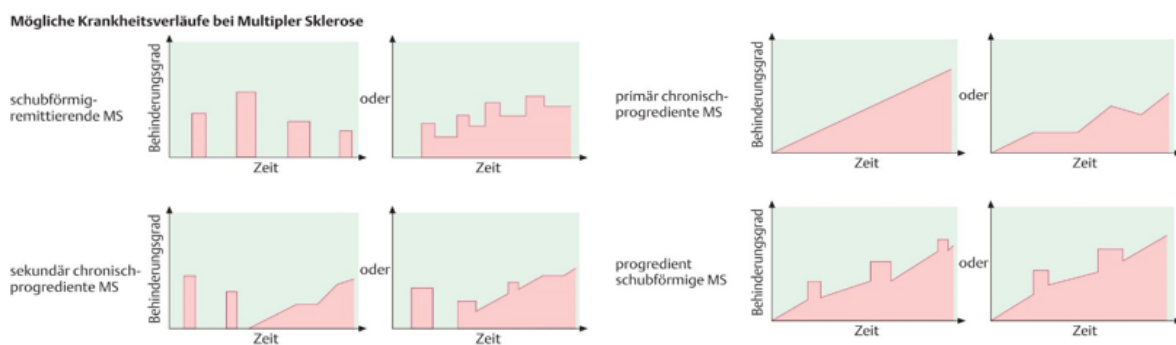 Mögliche Krankheitsverläufe bei Multipler Sklerose
schubförmig-
remittierende MS
Behinderungsgrad
Zeit
oder
Zeit
primär chronisch-
progrediente MS
Behinderungsgrad
Zeit
oder
Zeit
sekundär chronisch-
progrediente MS
Behinderungsgrad
Zeit
oder
Zeit
progredient
schubförmige MS
Behinderungsgrad
Zeit
oder
Zeit